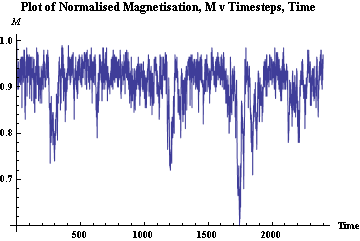 Plot of Normalised Magnetisation, M v Timesteps, Time
M
1.0
0.9
0.8
0.7
500 1000 1500 2000
Time